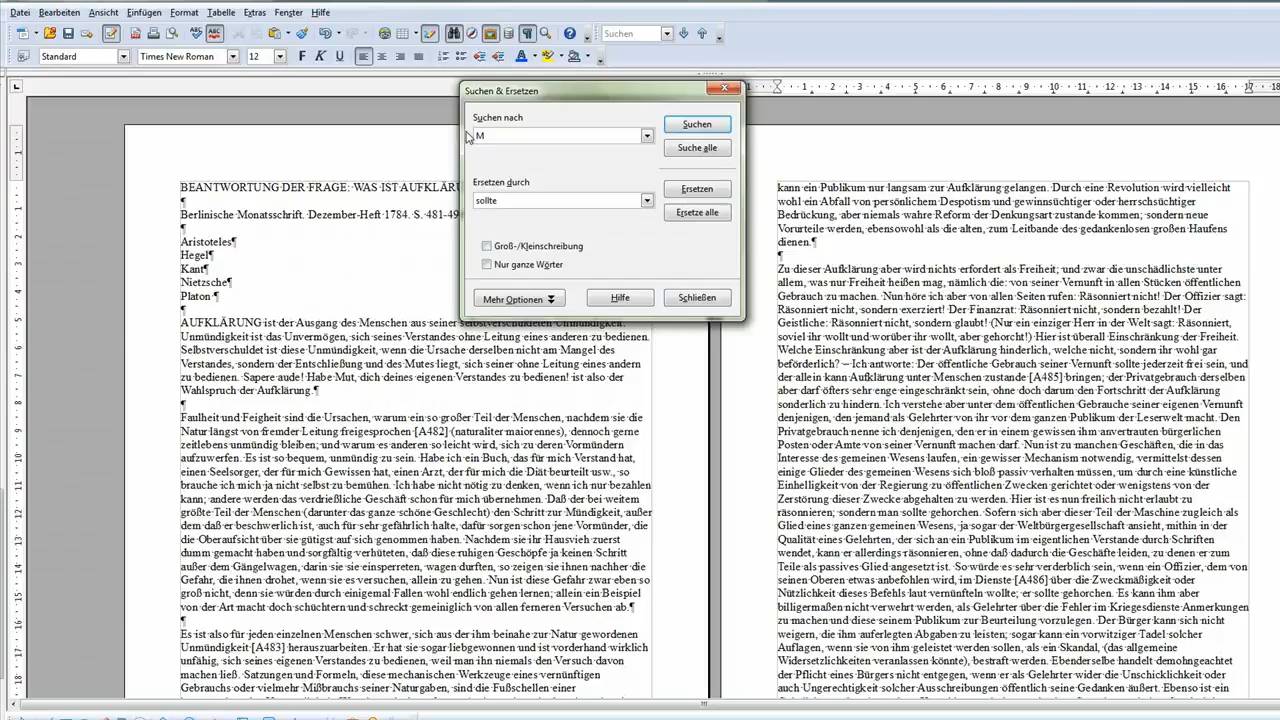 Datei Bearbeiten Ansicht Einfügen Format Tabelle Extras Fenster Hilfe
Suchen
Standard Times New Roman 12 F K U A
Suchen & Ersetzen
Suchen nach
M
Suchen
Suche alle
Ersetzen durch
sollte
Ersetzen
Ersetze alle
Groß-/Kleinschreibung
Nur ganze Wörter
Mehr Optionen Hilfe Schließen
1 2 3 4 5 6 7 8 9 10 11 12 13 14 15 16 17 18
BEANTWORTUNG DER FRAGE: WAS IST AUFKLÄRU
¶
Berlinische Monatsschrift. Dezember-Heft 1784. S. 481-49
¶
Aristoteles¶
Hegel¶
Kant¶
Nietzsche¶
Platon ¶
¶
AUFKLÄRUNG ist der Ausgang des Menschen aus seiner selbstverschuldeten Unmündigkeit.
Unmündigkeit ist das Unvermögen, sich seines Verstandes ohne Leitung eines anderen zu bedienen.
Selbstverschuldet ist diese Unmündigkeit, wenn die Ursache derselben nicht am Mangel des
Verstandes, sondern der Entschließung und des Mutes liegt, sich seiner ohne Leitung eines andern
zu bedienen. Sapere aude! Habe Mut, dich deines eigenen Verstandes zu bedienen! ist also der
Wahlspruch der Aufklärung.¶
¶
Faulheit und Feigheit sind die Ursachen, warum ein so großer Teil der Menschen, nachdem sie die
Natur längst von fremder Leitung freigesprochen [A482] (naturaliter maiorennes), dennoch gerne
zeitlebens unmündig bleiben; und warum es anderen so leicht wird, sich zu deren Vormündern
aufzuwerfen. Es ist so bequem, unmündig zu sein. Habe ich ein Buch, das für mich Verstand hat,
einen Seelsorger, der für mich Gewissen hat, einen Arzt, der für mich die Diät beurteilt usw., so
brauche ich mich ja nicht selbst zu bemühen. Ich habe nicht nötig zu denken, wenn ich nur bezahlen
kann; andere werden das verdrießliche Geschäft schon für mich übernehmen. Daß der bei weitem
größte Teil der Menschen (darunter das ganze schöne Geschlecht) den Schritt zur Mündigkeit, außer
dem daß er beschwerlich ist, auch für sehr gefährlich halte, dafür sorgen schon jene Vormünder, die
die Oberaufsicht über sie gütigst auf sich genommen haben. Nachdem sie ihr Hausvieh zuerst
dumm gemacht haben und sorgfältig verhüteten, daß diese ruhigen Geschöpfe ja keinen Schritt
außer dem Gängelwagen, darin sie sie einsperreten, wagen durften, so zeigen sie ihnen nachher die
Gefahr, die ihnen drohet, wenn sie es versuchen, allein zu gehen. Nun ist diese Gefahr zwar eben so
groß nicht, denn sie würden durch einigemal Fallen wohl endlich gehen lernen; allein ein Beispiel
von der Art macht doch schüchtern und schreckt gemeiniglich von allen ferneren Versuchen ab.¶
¶
Es ist also für jeden einzelnen Menschen schwer, sich aus der ihm beinahe zur Natur gewordenen
Unmündigkeit [A483] herauszuarbeiten. Er hat sie sogar liebgewonnen und ist vorderhand wirklich
unfähig, sich seines eigenen Verstandes zu bedienen, weil man ihn niemals den Versuch davon
machen ließ. Satzungen und Formeln, diese mechanischen Werkzeuge eines vernünftigen
Gebrauchs oder vielmehr Mißbrauchs seiner Naturgaben, sind die Fußschellen einer
kann ein Publikum nur langsam zur Aufklärung gelangen. Durch eine Revolution wird vielleicht
wohl ein Abfall von persönlichem Despotism und gewinnsüchtiger oder herrschsüchtiger
Bedrückung, aber niemals wahre Reform der Denkungsart zustande kommen; sondern neue
Vorurteile werden, ebensowohl als die alten, zum Leitbande des gedankenlosen großen Haufens
dienen.¶
¶
Zu dieser Aufklärung aber wird nichts erfordert als Freiheit; und zwar die unschädlichste unter
allem, was nur Freiheit heißen mag, nämlich die: von seiner Vernunft in allen Stücken öffentlichen
Gebrauch zu machen. Nun höre ich aber von allen Seiten rufen: Räsonniert nicht! Der Offizier sagt:
Räsonniert nicht, sondern exerziert! Der Finanzrat: Räsonniert nicht, sondern bezahlt! Der
Geistliche: Räsonniert nicht, sondern glaubt! (Nur ein einziger Herr in der Welt sagt: Räsonniert,
soviel ihr wollt und worüber ihr wollt, aber gehorcht!) Hier ist überall Einschränkung der Freiheit.
Welche Einschränkung aber ist der Aufklärung hinderlich, welche nicht, sondern ihr wohl gar
beförderlich? – Ich antworte: Der öffentliche Gebrauch seiner Vernunft sollte jederzeit frei sein, und
der allein kann Aufklärung unter Menschen zustande [A485] bringen; der Privatgebrauch derselben
aber darf öfters sehr enge eingeschränkt sein, ohne doch darum den Fortschritt der Aufklärung
sonderlich zu hindern. Ich verstehe aber unter dem öffentlichen Gebrauche seiner eigenen Vernunft
denjenigen, den jemand als Gelehrter von ihr vor dem ganzen Publikum der Leserwelt macht. Den
Privatgebrauch nenne ich denjenigen, den er in einem gewissen ihm anvertrauten bürgerlichen
Posten oder Amte von seiner Vernunft machen darf. Nun ist zu manchen Geschäften, die in das
Interesse des gemeinen Wesens laufen, ein gewisser Mechanism notwendig, vermittelst dessen
einige Glieder des gemeinen Wesens sich bloß passiv verhalten müssen, um durch eine künstliche
Einhelligkeit von der Regierung zu öffentlichen Zwecken gerichtet oder wenigstens von der
Zerstörung dieser Zwecke abgehalten zu werden. Hier ist es nun freilich nicht erlaubt zu
räsonnieren; sondern man sollte gehorchen. Sofern sich aber dieser Teil der Maschine zugleich als
Glied eines ganzen gemeinen Wesens, ja sogar der Weltbürgergesellschaft ansieht, mithin in der
Qualität eines Gelehrten, der sich an ein Publikum im eigentlichen Verstande durch Schriften
wendet, kann er allerdings räsonnieren, ohne daß dadurch die Geschäfte leiden, zu denen er zum
Teile als passives Glied angesetzt ist. So würde es sehr verderblich sein, wenn ein Offizier, dem von
seinen Oberen etwas anbefohlen wird, im Dienste [A486] über die Zweckmäßigkeit oder
Nützlichkeit dieses Befehls laut vernünfteln wollte; er sollte gehorchen. Es kann ihm aber
billigermaßen nicht verwehrt werden, als Gelehrter über die Fehler im Kriegesdienste Anmerkungen
zu machen und diese seinem Publikum zur Beurteilung vorzulegen. Der Bürger kann sich nicht
weigern, die ihm auferlegten Abgaben zu leisten; sogar kann ein vorwitziger Tadel solcher
Auflagen, wenn sie von ihm geleistet werden sollen, als ein Skandal, (das allgemeine
Widersetzlichkeiten veranlassen könnte), bestraft werden. Ebenderselbe handelt demohngeachtet
der Pflicht eines Bürgers nicht entgegen, wenn er als Gelehrter wider die Unschicklichkeit oder
auch Ungerechtigkeit solcher Ausschreibungen öffentlich seine Gedanken äußert. Ebenso ist ein